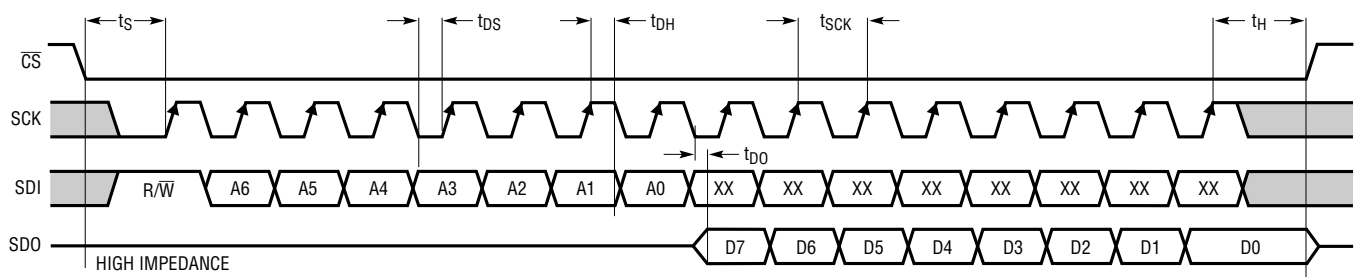 tS tDS tDH tSCK tH
CS
SCK
tDO
SDI R/W A6 A5 A4 A3 A2 A1 A0 XX XX XX XX XX XX XX XX
SDO D7 D6 D5 D4 D3 D2 D1 D0
HIGH IMPEDANCE